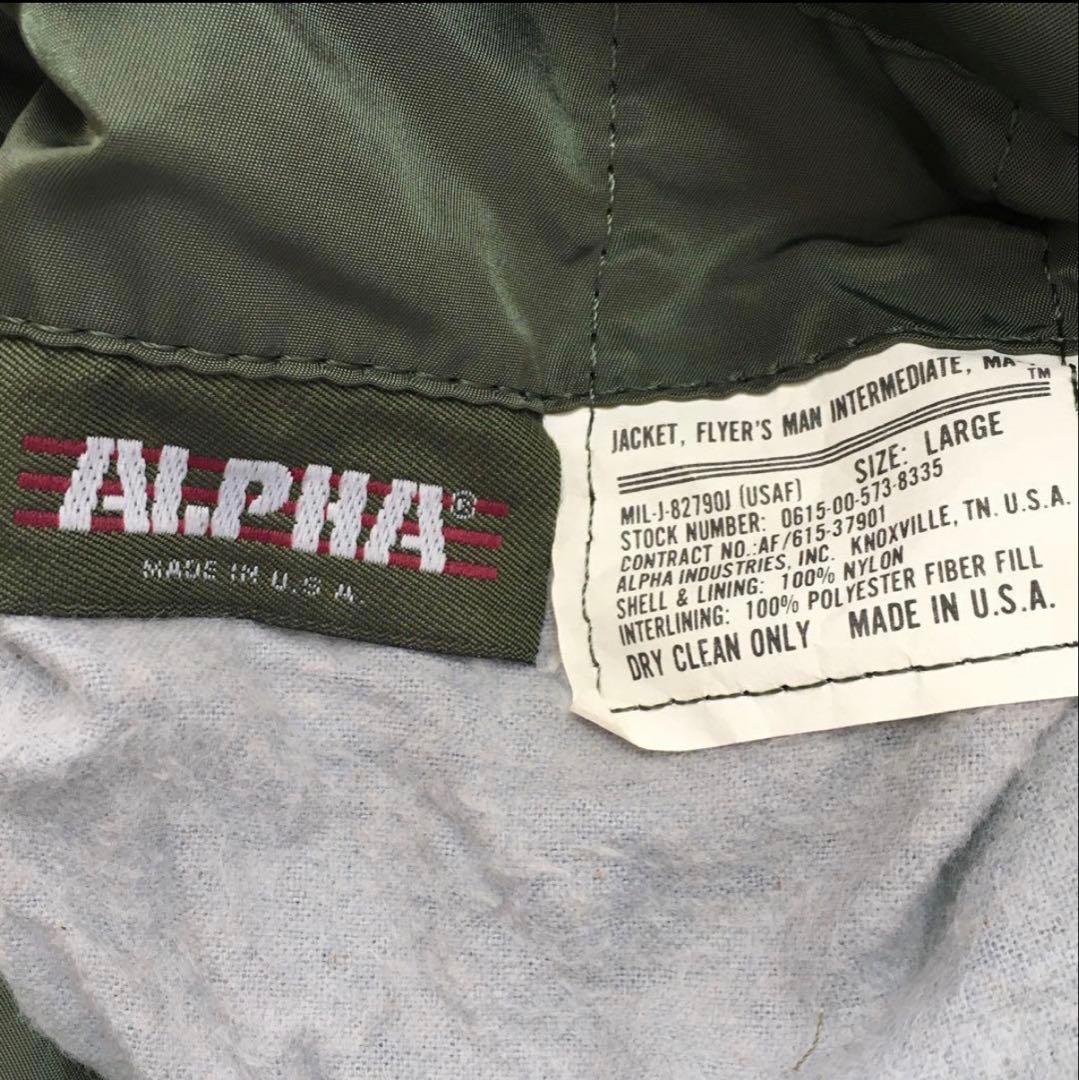 ALPHA®
MADE IN U.S.A.
JACKET, FLYER'S MAN INTERMEDIATE, MA-
TM
SIZE: LARGE
MIL-J-82790J (USAF)
STOCK NUMBER: 0615-00-573-8335
CONTRACT NO.:AF/615-37901
ALPHA INDUSTRIES, INC. KNOXVILLE, TN. U.S.A.
SHELL & LINING: 100% NYLON
INTERLINING: 100% POLYESTER FIBER FILL
DRY CLEAN ONLY MADE IN U.S.A.